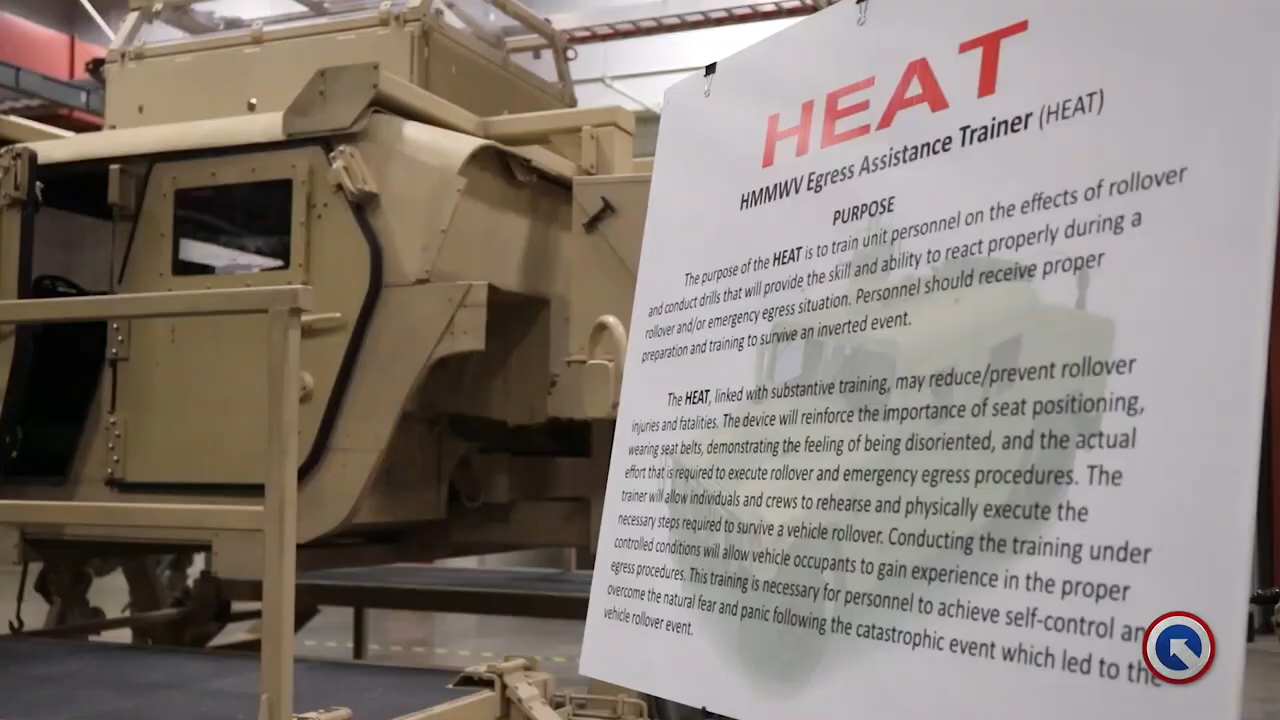 HEAT
HMMWV Egress Assistance Trainer (HEAT)
PURPOSE
The purpose of the HEAT is to train unit personnel on the effects of rollover
and conduct drills that will provide the skill and ability to react properly during a
rollover and/or emergency egress situation. Personnel should receive proper
preparation and training to survive an inverted event.
The HEAT, linked with substantive training, may reduce/prevent rollover
injuries and fatalities. The device will reinforce the importance of seat positioning,
wearing seat belts, demonstrating the feeling of being disoriented, and the actual
effort that is required to execute rollover and emergency egress procedures. The
trainer will allow individuals and crews to rehearse and physically execute the
necessary steps required to survive a vehicle rollover. Conducting the training under
controlled conditions will allow vehicle occupants to gain experience in the proper
egress procedures. This training is necessary for personnel to achieve self-control an
overcome the natural fear and panic following the catastrophic event which led to the
vehicle rollover event.